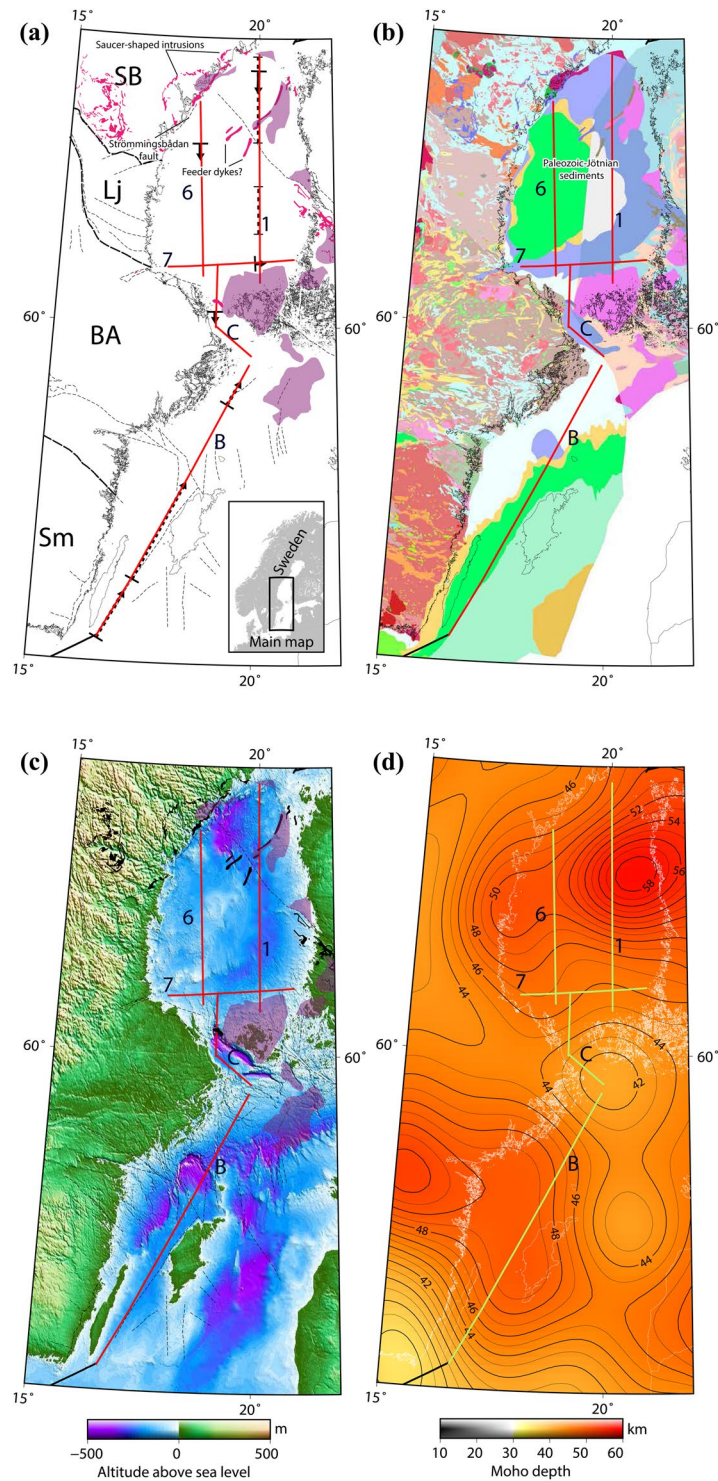 15°
20°
(a)
Saucer-shaped intrusions
SB
Strömmingsbådan
fault
Feeder dykes?
Lj
6
1
7
60°
60°
BA
C
B
Sm
Sweden
Main map
15°
20°
15°
20°
(b)
Paleozoic-Jötnian
sediments
6
1
7
60°
60°
C
B
15°
20°
15°
20°
(c)
6
1
7
60°
60°
C
B
15°
20°
−500
0
500
m
Altitude above sea level
15°
20°
(d)
46
52
54
56
58
50
48
46
44
6
1
7
60°
60°
44
C
44
42
B
46
48
48
44
42
46
44
15°
20°
10
20
30
40
50
60
km
Moho depth